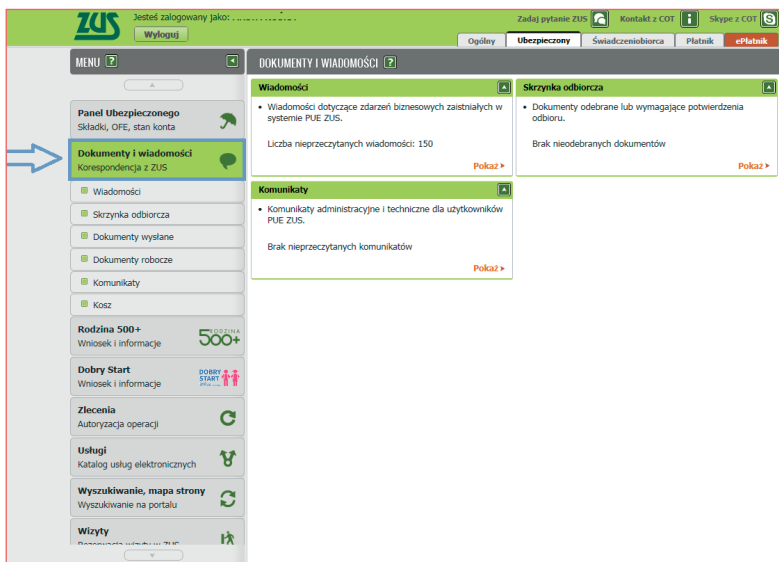 ZUS
Jesteś zalogowany jako:
Wyloguj
Zadaj pytanie ZUS
Kontakt z COT
Skype z COT
Ogólny
Ubezpieczony
Świadczeniobiorca
Płatnik
ePłatnik
MENU ?
DOKUMENTY I WIADOMOŚCI ?
Panel Ubezpieczonego
Składki, OFE, stan konta
Dokumenty i wiadomości
Korespondencja z ZUS
Wiadomości
Skrzynka odbiorcza
Dokumenty wysłane
Dokumenty robocze
Komunikaty
Kosz
Rodzina 500+
Wniosek i informacje
RODZINA
500+
Dobry Start
Wniosek i informacje
DOBRY
START
Zlecenia
Autoryzacja operacji
Usługi
Katalog usług elektronicznych
Wyszukiwanie, mapa strony
Wyszukiwanie na portalu
Wizyty
Rezerwacja wizyty w ZUS
Wiadomości
• Wiadomości dotyczące zdarzeń biznesowych zaistniałych w
systemie PUE ZUS.
Liczba nieprzeczytanych wiadomości: 150
Pokaż >
Skrzynka odbiorcza
• Dokumenty odebrane lub wymagające potwierdzenia
odbioru.
Brak nieodebranych dokumentów
Pokaż >
Komunikaty
• Komunikaty administracyjne i techniczne dla użytkowników
PUE ZUS.
Brak nieprzeczytanych komunikatów
Pokaż >